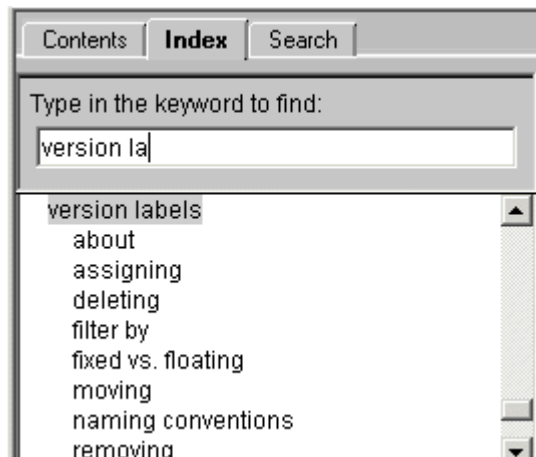 Contents Index Search
Type in the keyword to find:
version la
version labels
about
assigning
deleting
filter by
fixed vs. floating
moving
naming conventions
removing